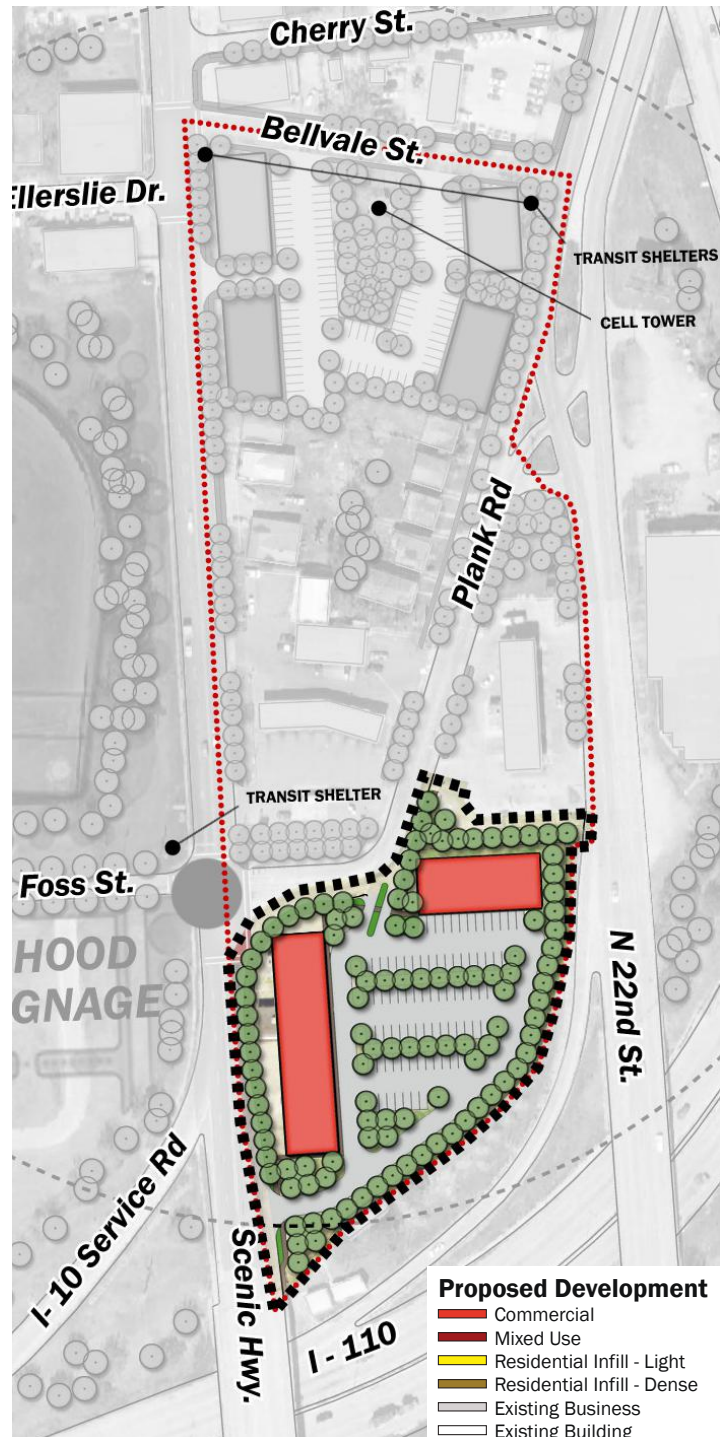 Cherry St.
Bellvale St.
Ellerslie Dr.
TRANSIT SHELTERS
CELL TOWER
Plank Rd
TRANSIT SHELTER
Foss St.
HOOD
GNAGE
N 22nd St.
I- 10 Service Rd
Scenic Hwy.
I - 110
Proposed Development
Commercial
Mixed Use
Residential Infill - Light
Residential Infill - Dense
Existing Business
Existing Building